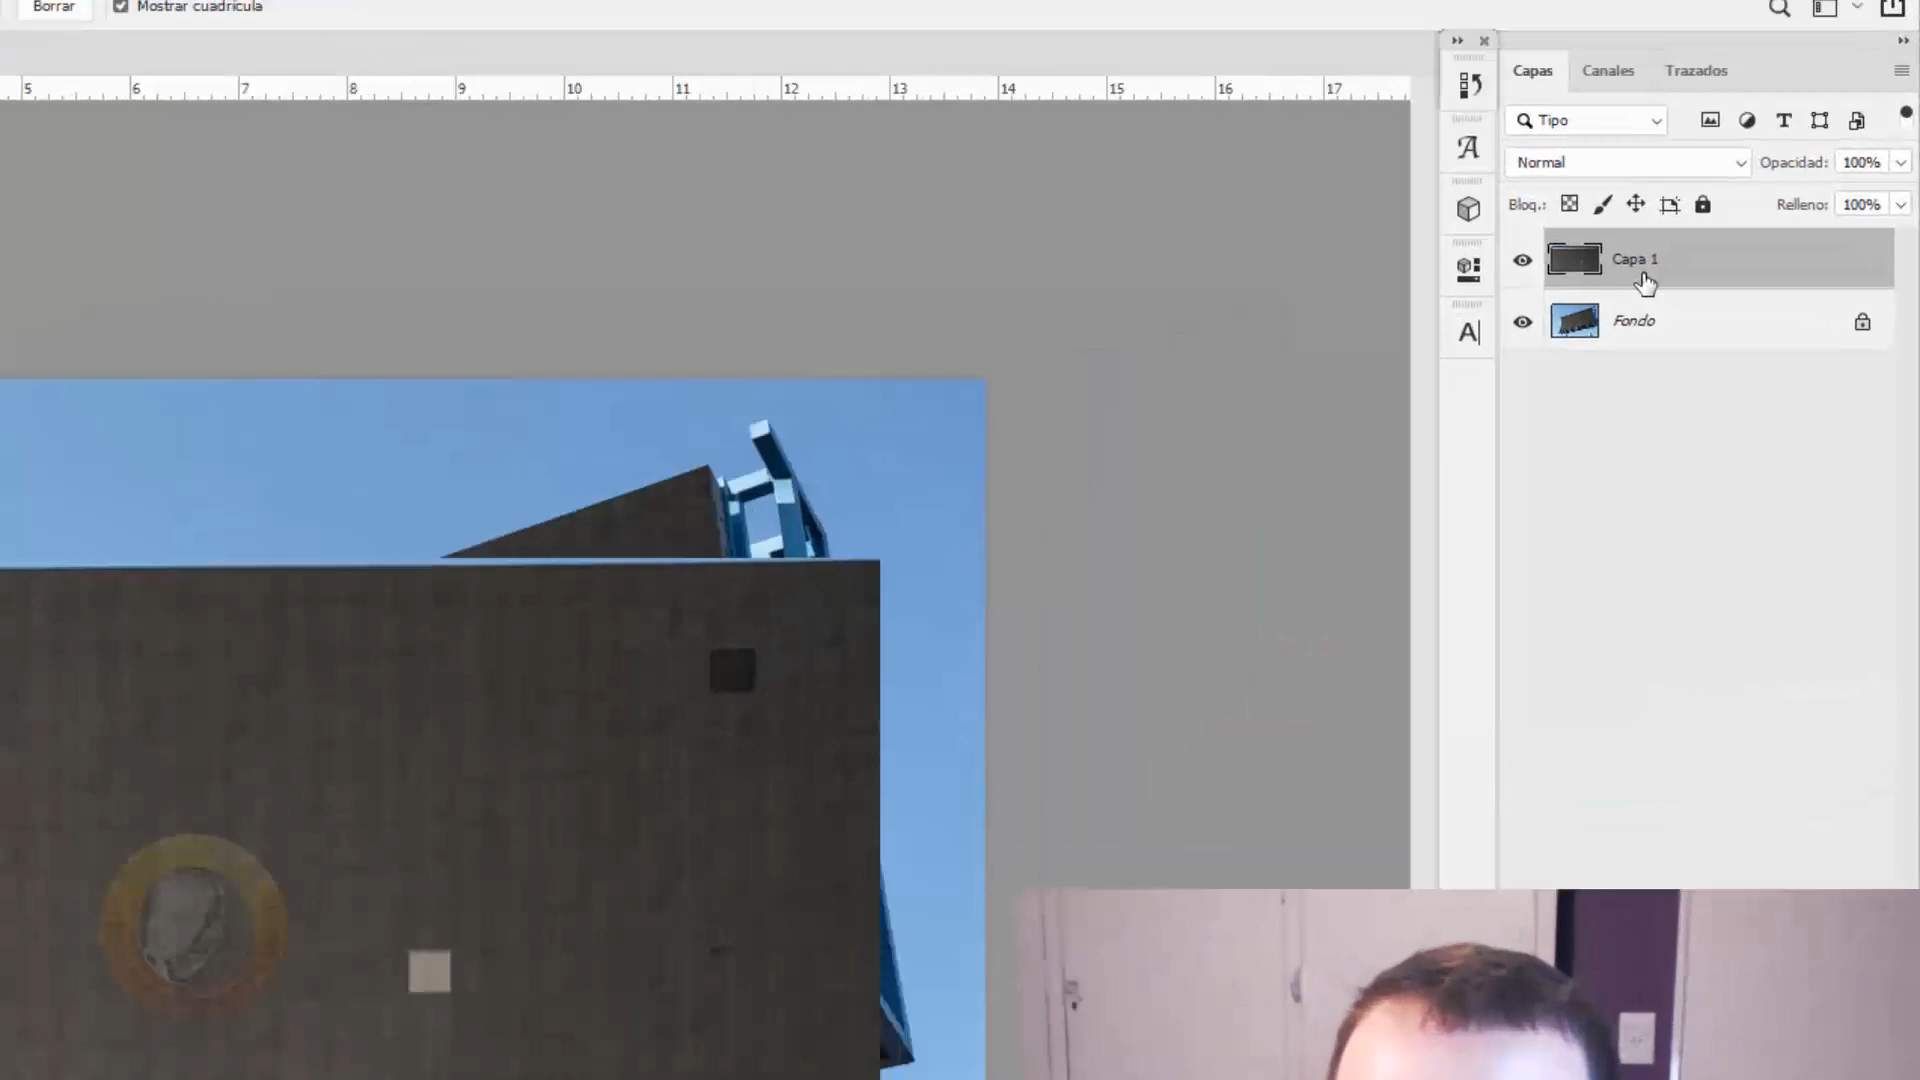 Borrar Mostrar cuadrícula
5 6 7 8 9 10 11 12 13 14 15 16 17
Capas Canales Trazados
Tipo
Normal Opacidad: 100%
Bloq.: Relleno: 100%
Capa 1
Fondo